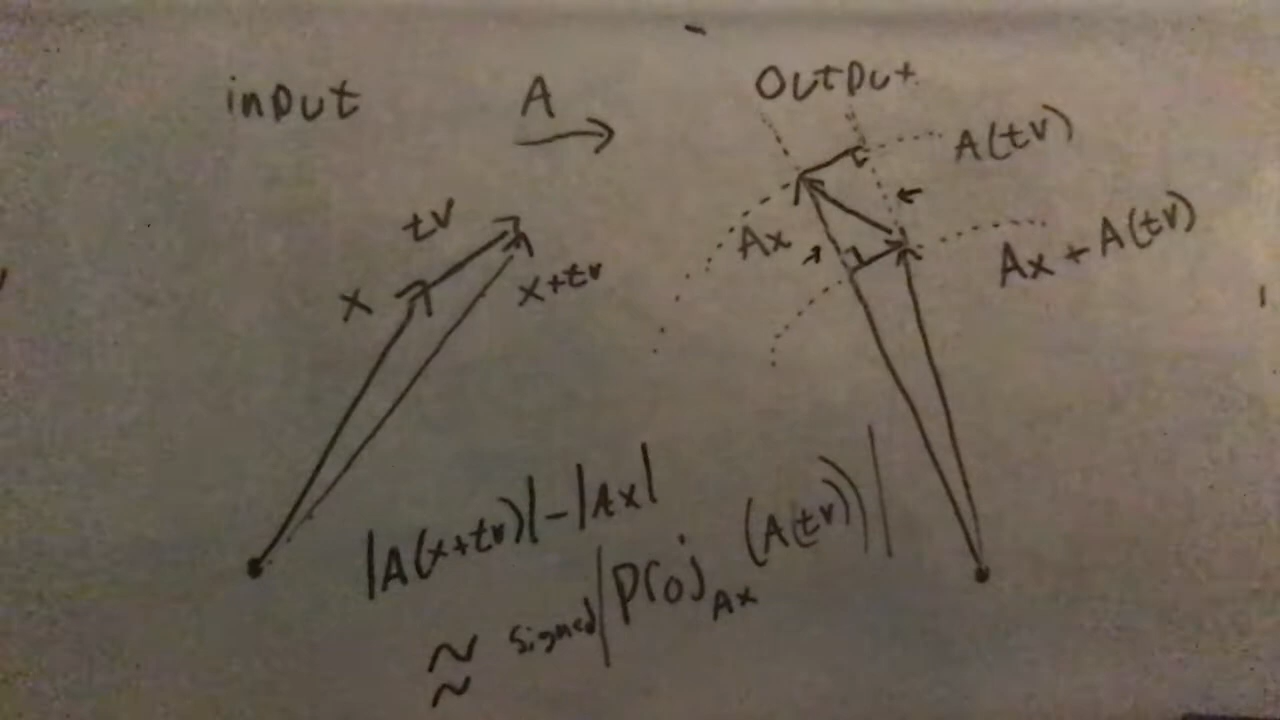 input
A
output
A(tv)
tv
Ax
Ax + A(tv)
x
x+tv
|A(x+tv)| - |Ax|
≈ signed |proj_Ax (A(tv))|